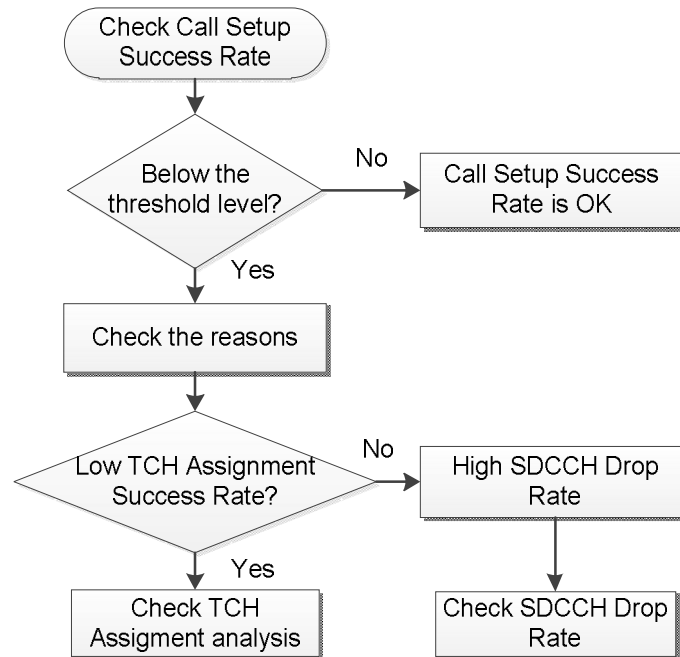 Check Call Setup
Success Rate
Below the
threshold level?
No
Call Setup Success
Rate is OK
Yes
Check the reasons
Low TCH Assignment
Success Rate?
No
High SDCCH Drop
Rate
Yes
Check TCH
Assigment analysis
Check SDCCH Drop
Rate